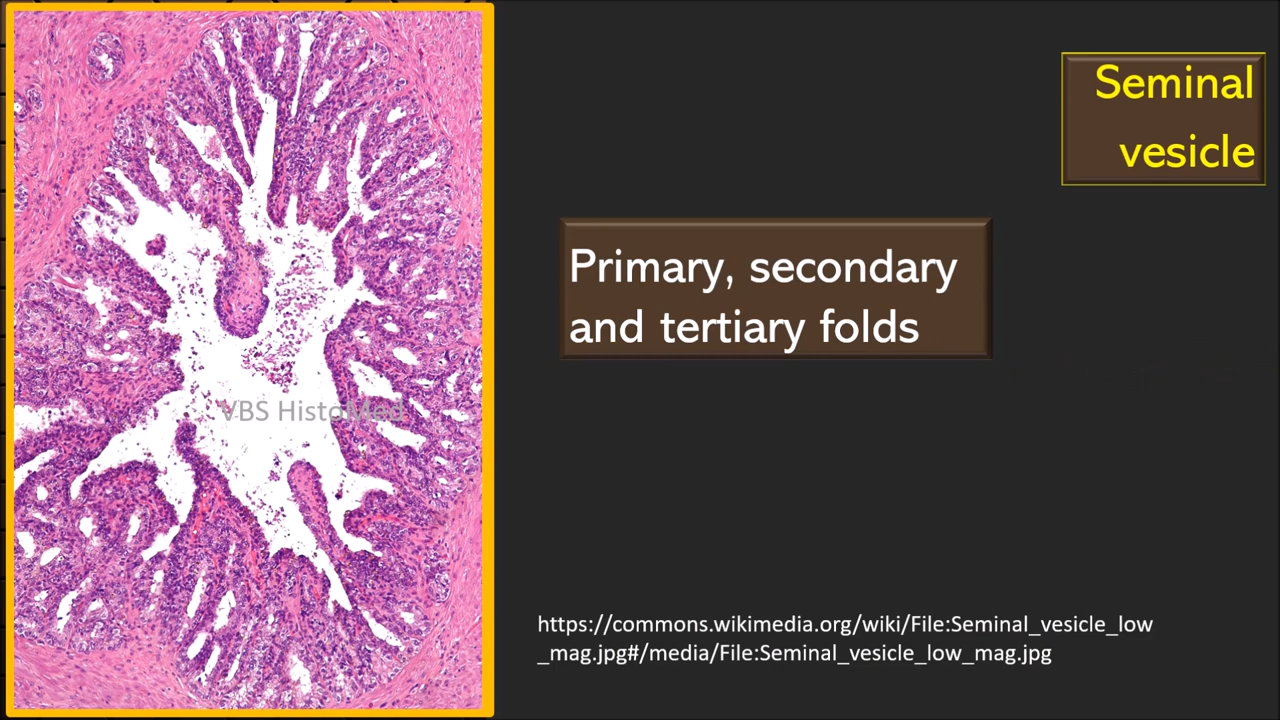 Seminal
vesicle
Primary, secondary
and tertiary folds
VBS HistoMed
https://commons.wikimedia.org/wiki/File:Seminal_vesicle_low
_mag.jpg#/media/File:Seminal_vesicle_low_mag.jpg